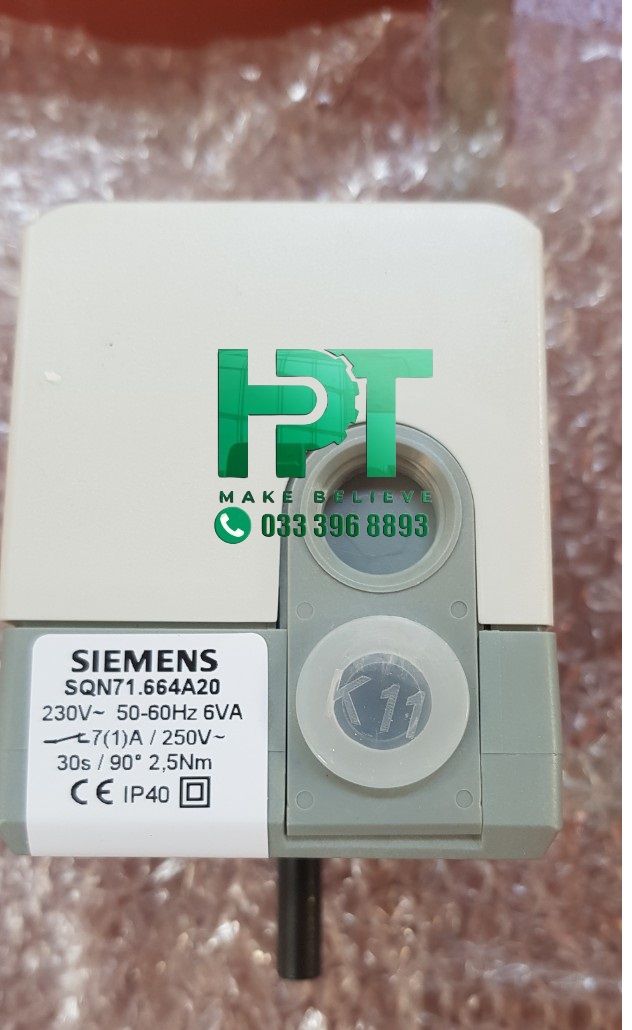 HPT
MAKE BELIEVE
033 396 8893
K 11
SIEMENS
SQN71.664A20
230V~ 50-60Hz 6VA
7(1)A / 250V~
30s / 90° 2,5Nm
CE IP40